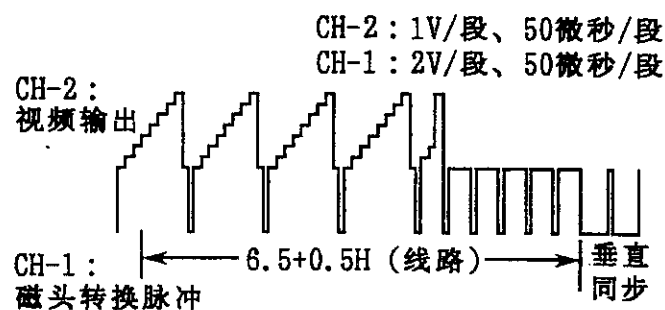 CH-2：1V/段、50微秒/段
CH-1：2V/段、50微秒/段
CH-2：
视频输出
6.5+0.5H (线路)
CH-1：
磁头转换脉冲
垂直
同步